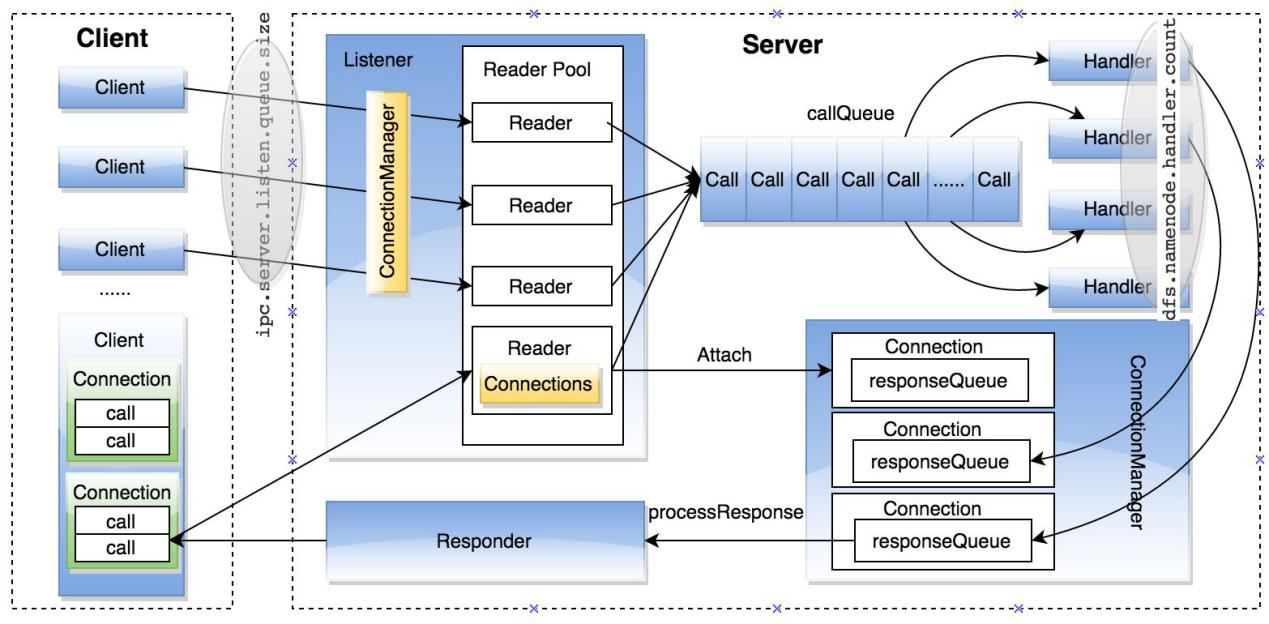 Client
Client
Client
Client
......
Client
Connection
call
call
Connection
call
call
ipc.server.listen.queue.size
Server
Listener
ConnectionManager
Reader Pool
Reader
Reader
Reader
Reader
Connections
callQueue
Call Call Call Call Call ...... Call
Handler
Handler
Handler
Handler
dfs.namenode.handler.count
Attach
Connection
responseQueue
Connection
responseQueue
Connection
responseQueue
ConnectionManager
processResponse
Responder